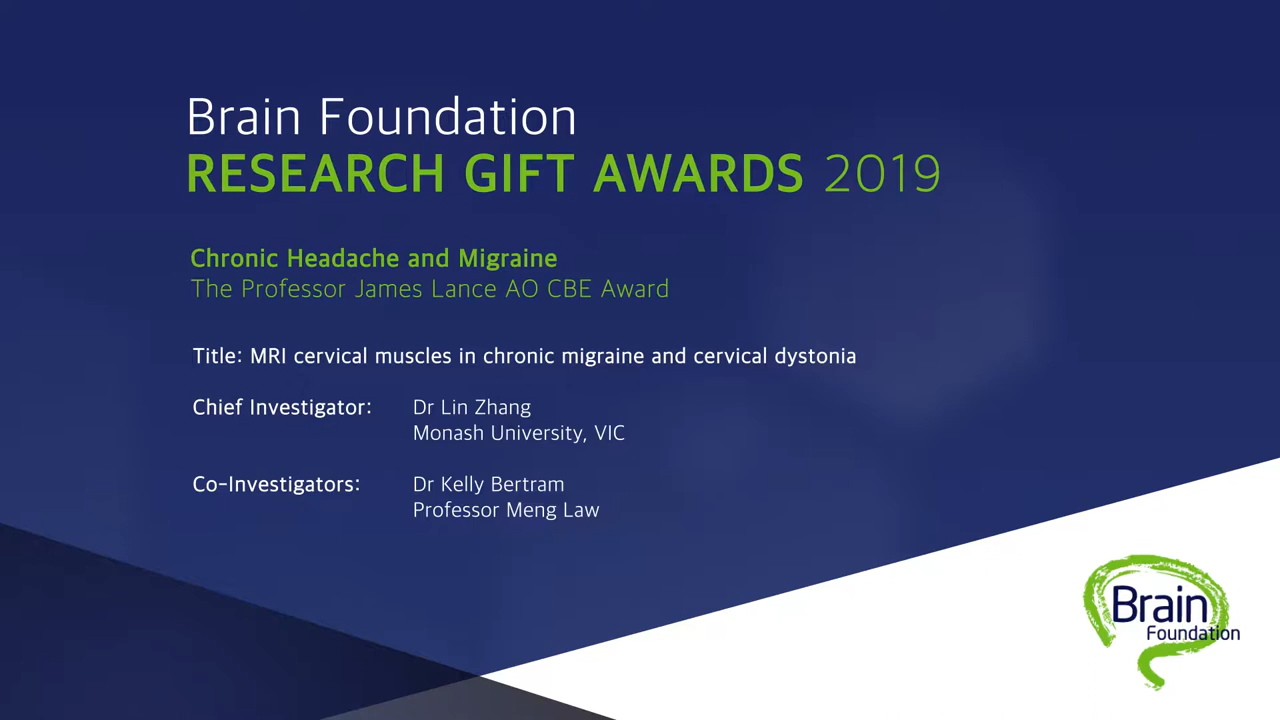 Brain Foundation
RESEARCH GIFT AWARDS 2019
Chronic Headache and Migraine
The Professor James Lance AO CBE Award
Title: MRI cervical muscles in chronic migraine and cervical dystonia
Chief Investigator: Dr Lin Zhang
Monash University, VIC
Co-Investigators: Dr Kelly Bertram
Professor Meng Law
Brain
Foundation